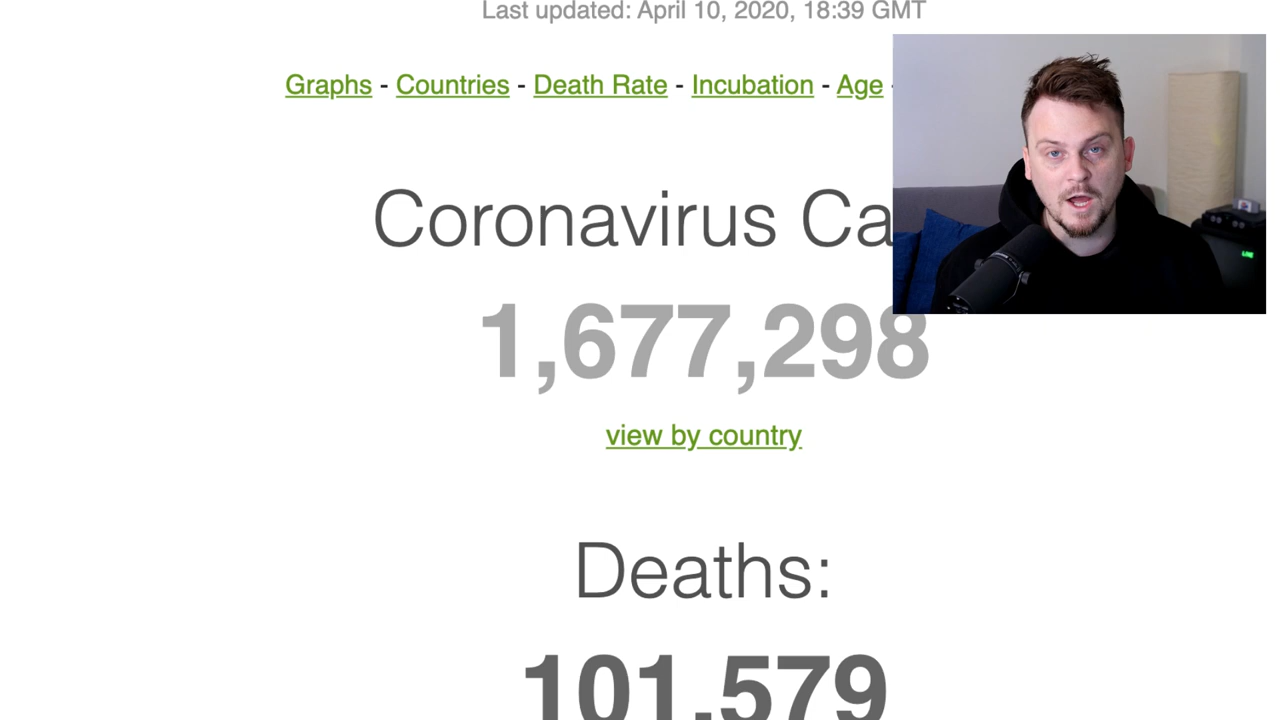 Last updated: April 10, 2020, 18:39 GMT
Graphs - Countries - Death Rate - Incubation - Age -
Coronavirus Ca
1,677,298
view by country
Deaths:
101,579